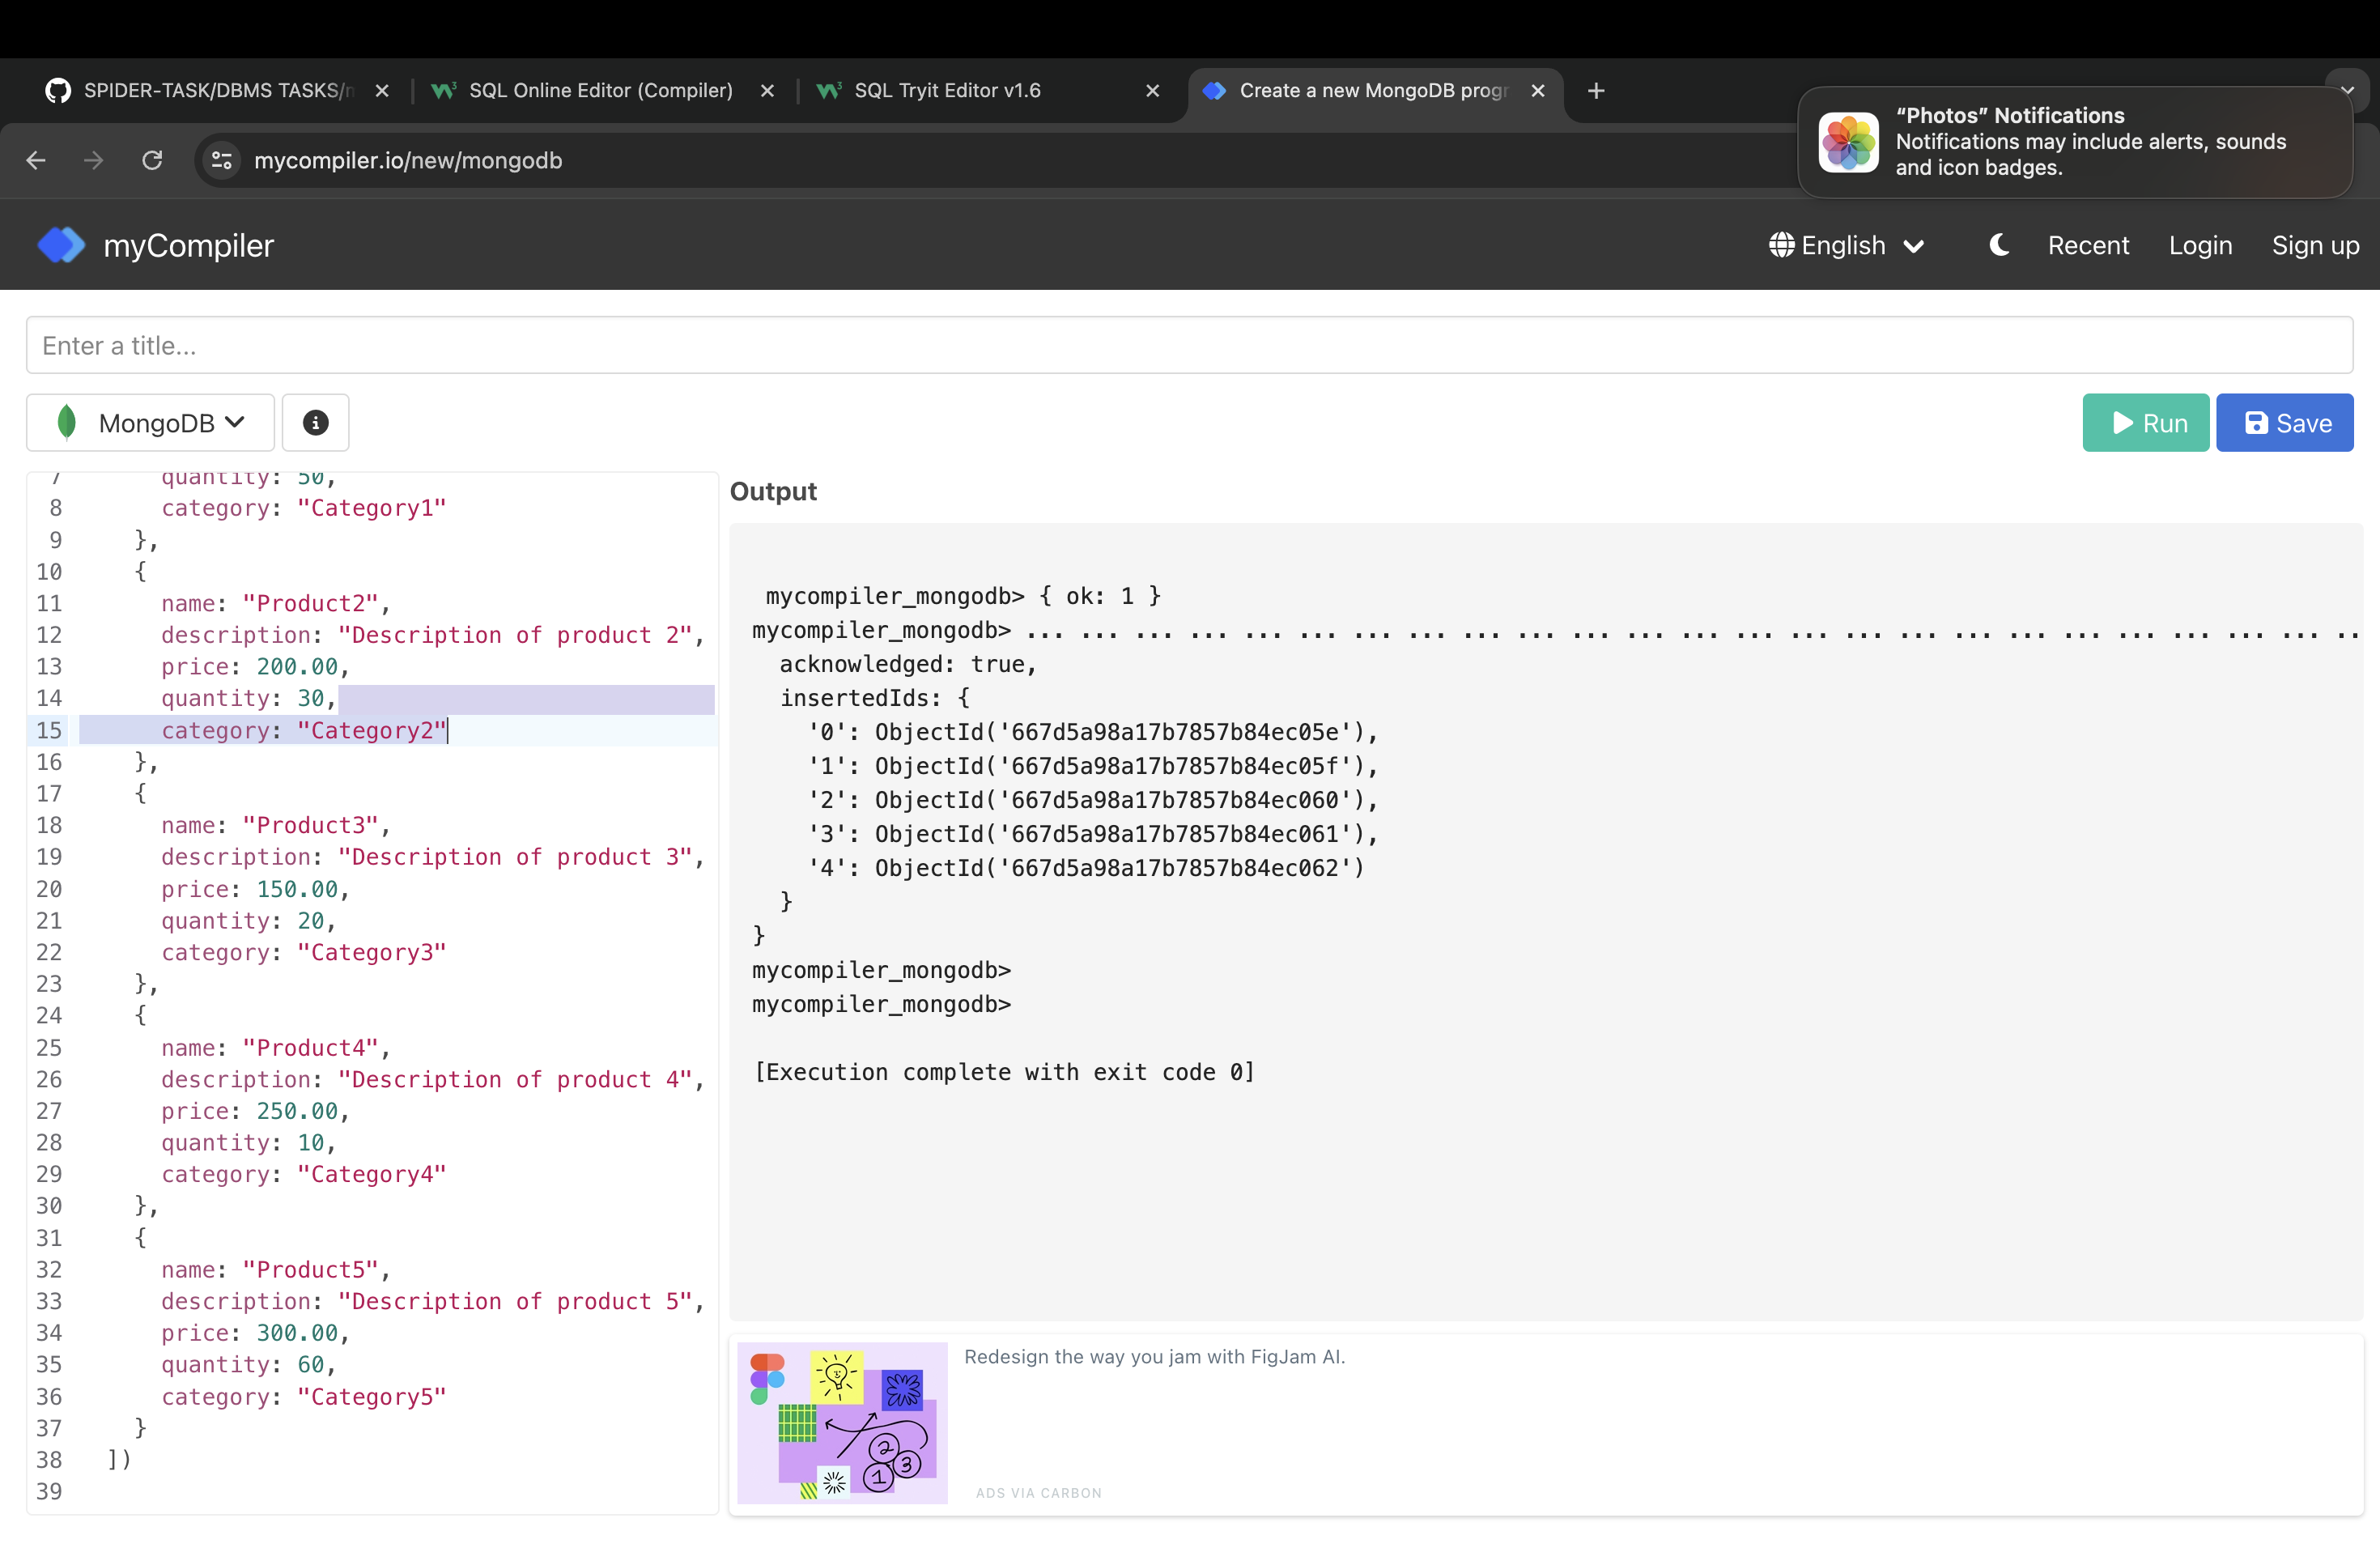 SPIDER-TASK/DBMS TASKS/
SQL Online Editor (Compiler)
SQL Tryit Editor v1.6
Create a new MongoDB progr
“Photos” Notifications
Notifications may include alerts, sounds
and icon badges.
mycompiler.io/new/mongodb
myCompiler
English
Recent
Login
Sign up
Enter a title...
MongoDB
Run
Save
7 quantity: 50,
8 category: "Category1"
9 },
10 {
11 name: "Product2",
12 description: "Description of product 2",
13 price: 200.00,
14 quantity: 30,
15 category: "Category2"
16 },
17 {
18 name: "Product3",
19 description: "Description of product 3",
20 price: 150.00,
21 quantity: 20,
22 category: "Category3"
23 },
24 {
25 name: "Product4",
26 description: "Description of product 4",
27 price: 250.00,
28 quantity: 10,
29 category: "Category4"
30 },
31 {
32 name: "Product5",
33 description: "Description of product 5",
34 price: 300.00,
35 quantity: 60,
36 category: "Category5"
37 }
38 ])
39
Output
mycompiler_mongodb> { ok: 1 }
mycompiler_mongodb> ... ... ... ... ... ... ... ... ... ... ... ... ... ... ... ... ... ... ... ... ... ... ... ... ..
acknowledged: true,
insertedIds: {
'0': ObjectId('667d5a98a17b7857b84ec05e'),
'1': ObjectId('667d5a98a17b7857b84ec05f'),
'2': ObjectId('667d5a98a17b7857b84ec060'),
'3': ObjectId('667d5a98a17b7857b84ec061'),
'4': ObjectId('667d5a98a17b7857b84ec062')
}
}
mycompiler_mongodb>
mycompiler_mongodb>
[Execution complete with exit code 0]
2
1
3
Redesign the way you jam with FigJam AI.
ADS VIA CARBON